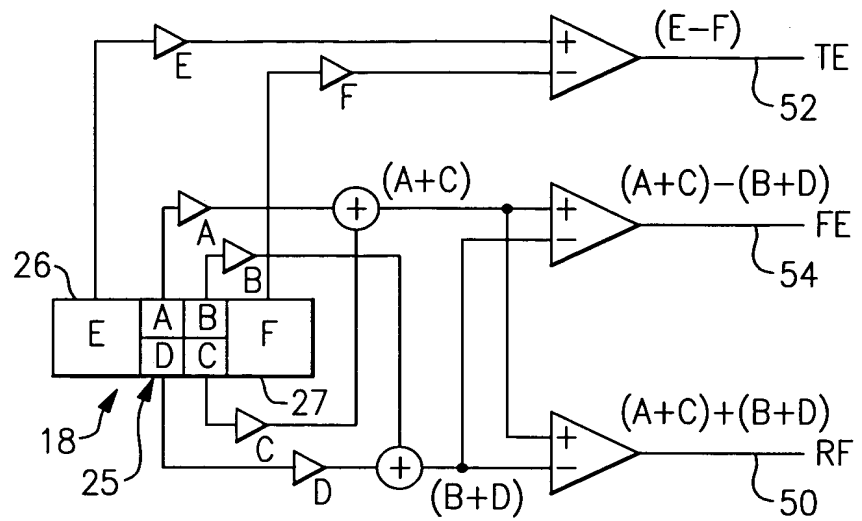 (E−F)
+
E
−
TE
F
52
(A+C)
(A+C)−(B+D)
+
+
A
−
FE
B
54
26
E
A
B
F
D
C
27
(A+C)+(B+D)
18
C
+
25
+
−
RF
D
(B+D)
50